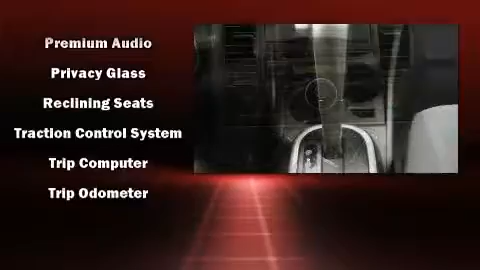 Premium Audio
Privacy Glass
Reclining Seats
Traction Control System
Trip Computer
Trip Odometer